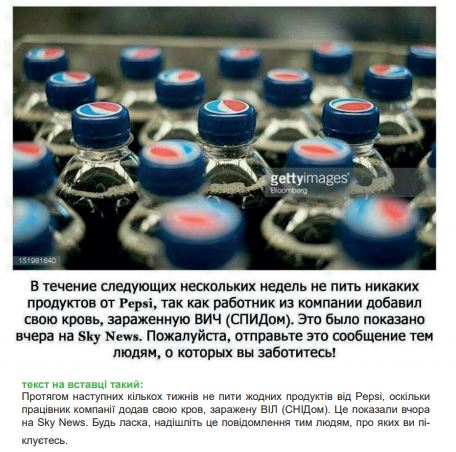 gettyimages®
Bloomberg
151981840
В течение следующих нескольких недель не пить никаких
продуктов от Pepsi, так как работник из компании добавил
свою кровь, зараженную ВИЧ (СПИДом). Это было показано
вчера на Sky News. Пожалуйста, отправьте это сообщение тем
людям, о которых вы заботитесь!
текст на вставці такий:
Протягом наступних кількох тижнів не пити жодних продуктів від Pepsi, оскільки
працівник компанії додав свою кров, заражену ВІЛ (СНІДом). Це показали вчора
на Sky News. Будь ласка, надішліть це повідомлення тим людям, про яких ви пі-
клуєтесь.